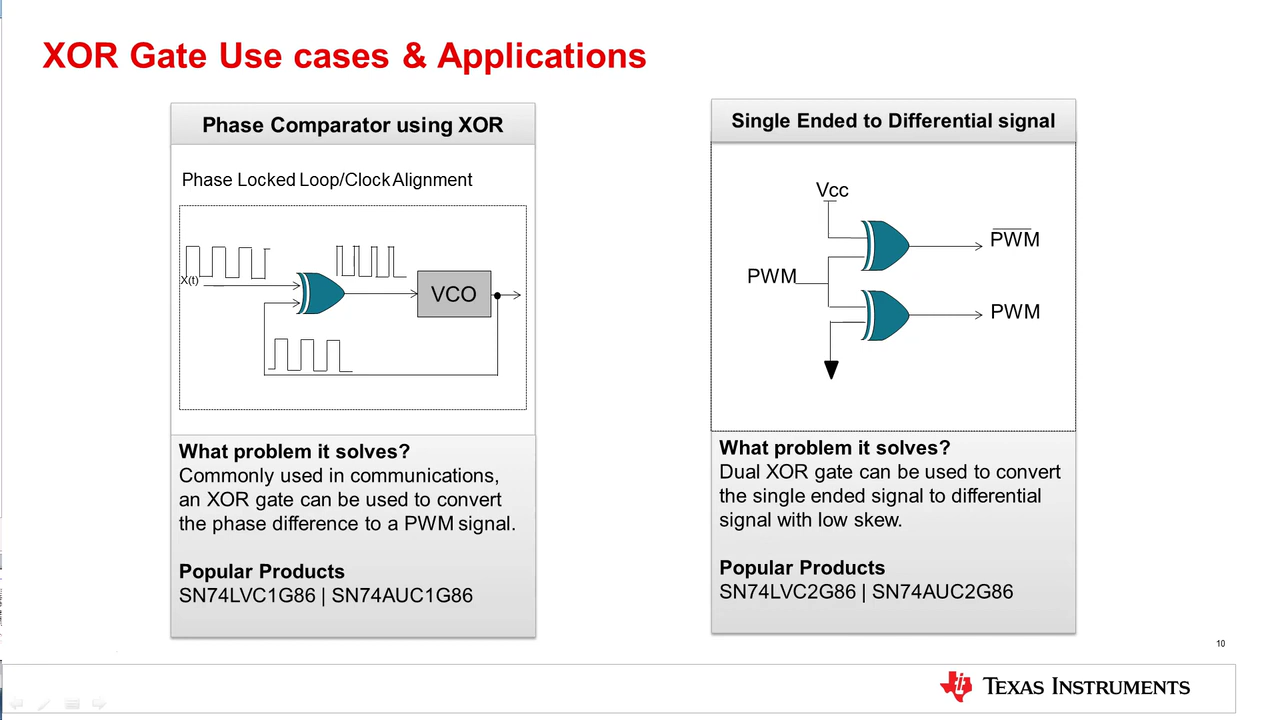 XOR Gate Use cases & Applications
Phase Comparator using XOR
Phase Locked Loop/Clock Alignment
X(t)
VCO
What problem it solves?
Commonly used in communications,
an XOR gate can be used to convert
the phase difference to a PWM signal.
Popular Products
SN74LVC1G86 | SN74AUC1G86
Single Ended to Differential signal
Vcc
PWM
PWM
PWM
What problem it solves?
Dual XOR gate can be used to convert
the single ended signal to differential
signal with low skew.
Popular Products
SN74LVC2G86 | SN74AUC2G86
10
TEXAS INSTRUMENTS